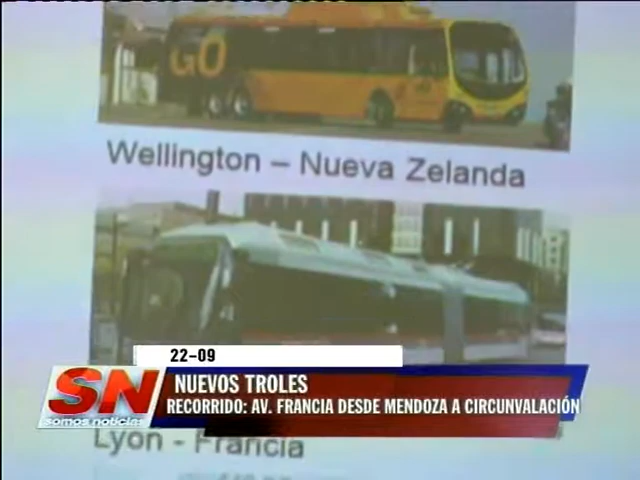 GO
Wellington – Nueva Zelanda
22-09
NUEVOS TROLES
RECORRIDO: AV. FRANCIA DESDE MENDOZA A CIRCUNVALACIÓN
SN
somos noticias
Lyon - Francia